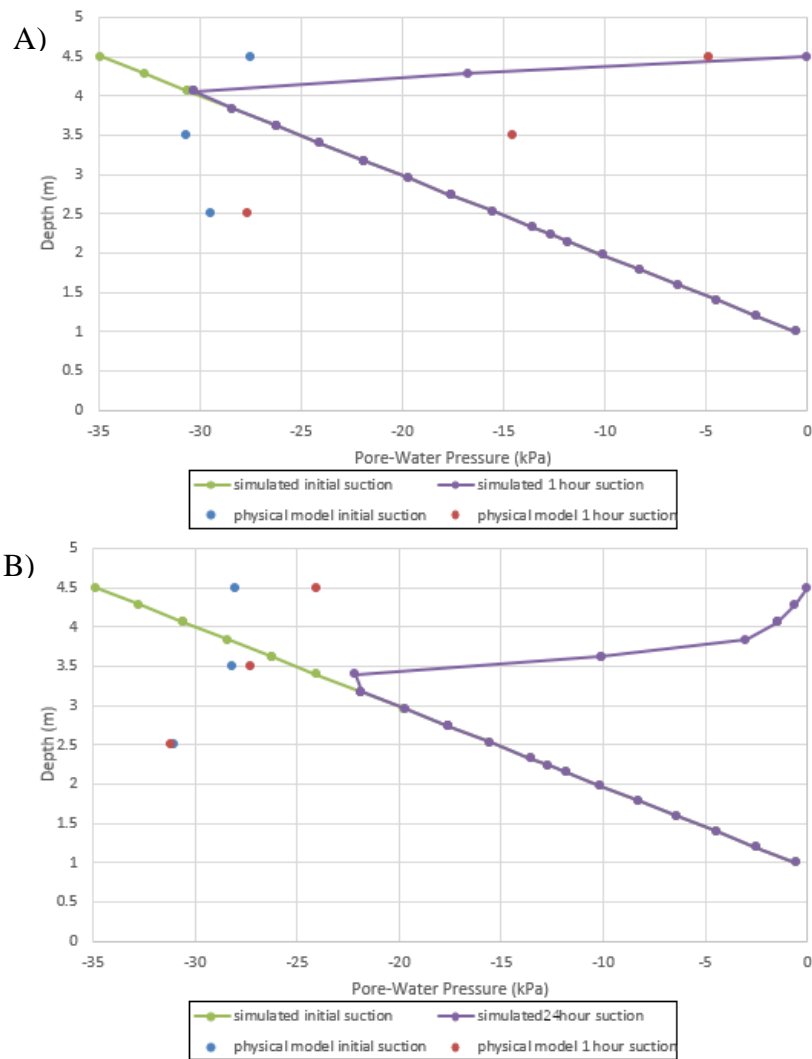 A)
5
4.5
4
3.5
3
2.5
2
1.5
1
0.5
0
Depth (m)
-35 -30 -25 -20 -15 -10 -5 0
Pore-Water Pressure (kPa)
simulated initial suction simulated 1 hour suction
physical model initial suction physical model 1 hour suction
B)
5
4.5
4
3.5
3
2.5
2
1.5
1
0.5
0
Depth (m)
-35 -30 -25 -20 -15 -10 -5 0
Pore-Water Pressure (kPa)
simulated initial suction simulated24-hour suction
physical model initial suction physical model 1 hour suction